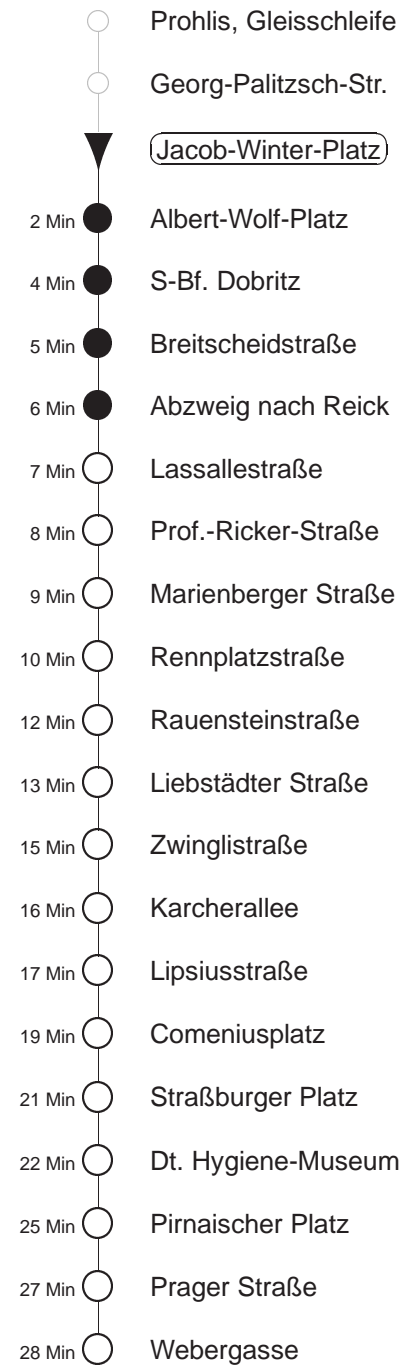 Prohlis, Gleisschleife
Georg-Palitzsch-Str.
Jacob-Winter-Platz
2 Min Albert-Wolf-Platz
4 Min S-Bf. Dobritz
5 Min Breitscheidstraße
6 Min Abzweig nach Reick
7 Min Lassallestraße
8 Min Prof.-Ricker-Straße
9 Min Marienberger Straße
10 Min Rennplatzstraße
12 Min Rauensteinstraße
13 Min Liebstädter Straße
15 Min Zwinglistraße
16 Min Karcherallee
17 Min Lipsiusstraße
19 Min Comeniusplatz
21 Min Straßburger Platz
22 Min Dt. Hygiene-Museum
25 Min Pirnaischer Platz
27 Min Prager Straße
28 Min Webergasse